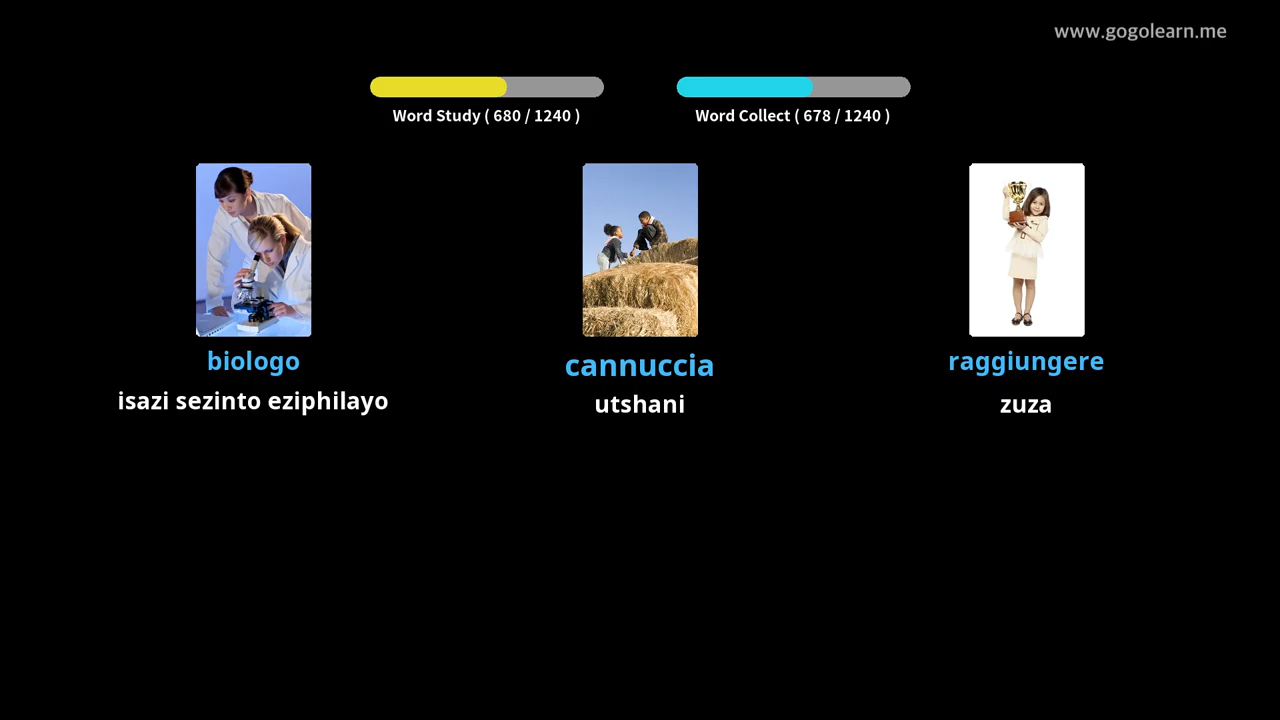 www.gogolearn.me
Word Study ( 680 / 1240 )
Word Collect ( 678 / 1240 )
biologo
cannuccia
raggiungere
isazi sezinto eziphilayo
utshani
zuza